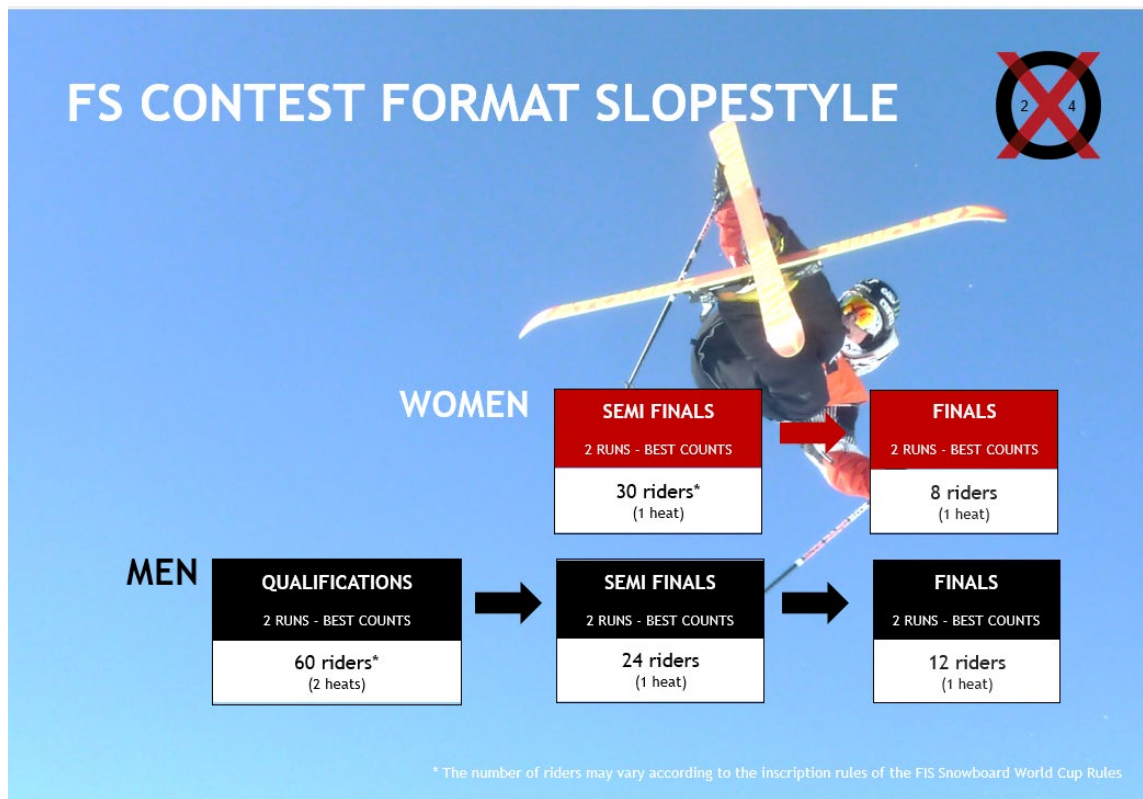 FS CONTEST FORMAT SLOPESTYLE
2 4
WOMEN
SEMI FINALS
2 RUNS - BEST COUNTS
30 riders*
(1 heat)
FINALS
2 RUNS - BEST COUNTS
8 riders
(1 heat)
MEN
QUALIFICATIONS
2 RUNS - BEST COUNTS
60 riders*
(2 heats)
SEMI FINALS
2 RUNS - BEST COUNTS
24 riders
(1 heat)
FINALS
2 RUNS - BEST COUNTS
12 riders
(1 heat)
* The number of riders may vary according to the inscription rules of the FIS Snowboard World Cup Rules